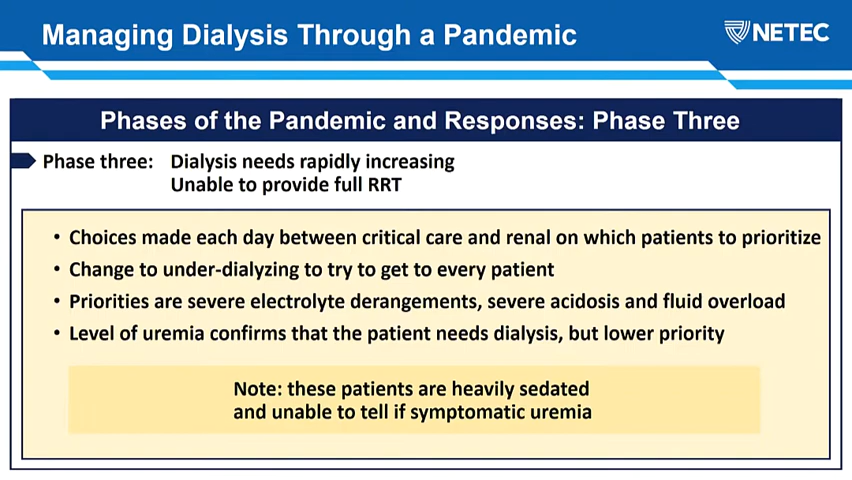 Managing Dialysis Through a Pandemic
NETEC
Phases of the Pandemic and Responses: Phase Three
Phase three: Dialysis needs rapidly increasing
Unable to provide full RRT
• Choices made each day between critical care and renal on which patients to prioritize
• Change to under-dialyzing to try to get to every patient
• Priorities are severe electrolyte derangements, severe acidosis and fluid overload
• Level of uremia confirms that the patient needs dialysis, but lower priority
Note: these patients are heavily sedated
and unable to tell if symptomatic uremia